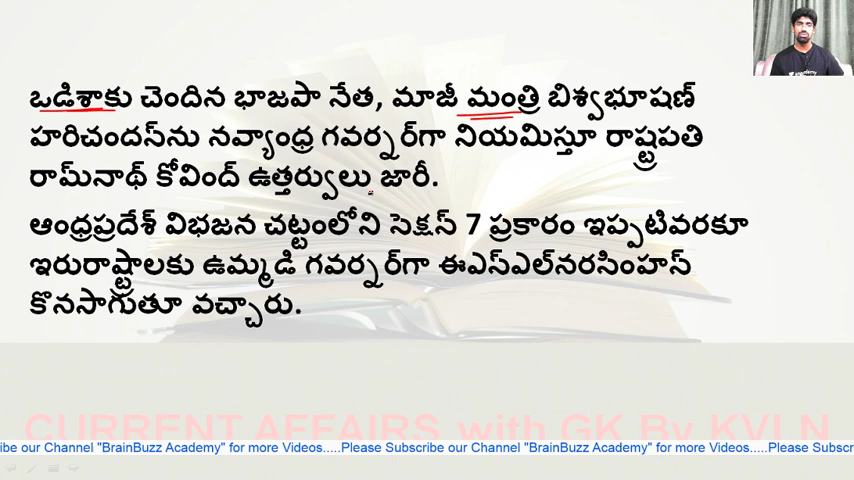 ఒడిశాకు చెందిన భాజపా నేత, మాజీ మంత్రి బిశ్వభూషణ్
హరిచందన్‌ను నవ్యాంధ్ర గవర్నర్‌గా నియమిస్తూ రాష్ట్రపతి
రామ్‌నాథ్ కోవింద్ ఉత్తర్వులు జారీ.
ఆంధ్రప్రదేశ్ విభజన చట్టంలోని సెక్షన్ 7 ప్రకారం ఇప్పటివరకూ
ఇరురాష్ట్రాలకు ఉమ్మడి గవర్నర్‌గా ఈఎస్ఎల్‌నరసింహన్
కొనసాగుతూ వచ్చారు.
CURRENT AFFAIRS with GK By KVLN
ibe our Channel "BrainBuzz Academy" for more Videos.....Please Subscribe our Channel "BrainBuzz Academy" for more Videos.....Please Subscr